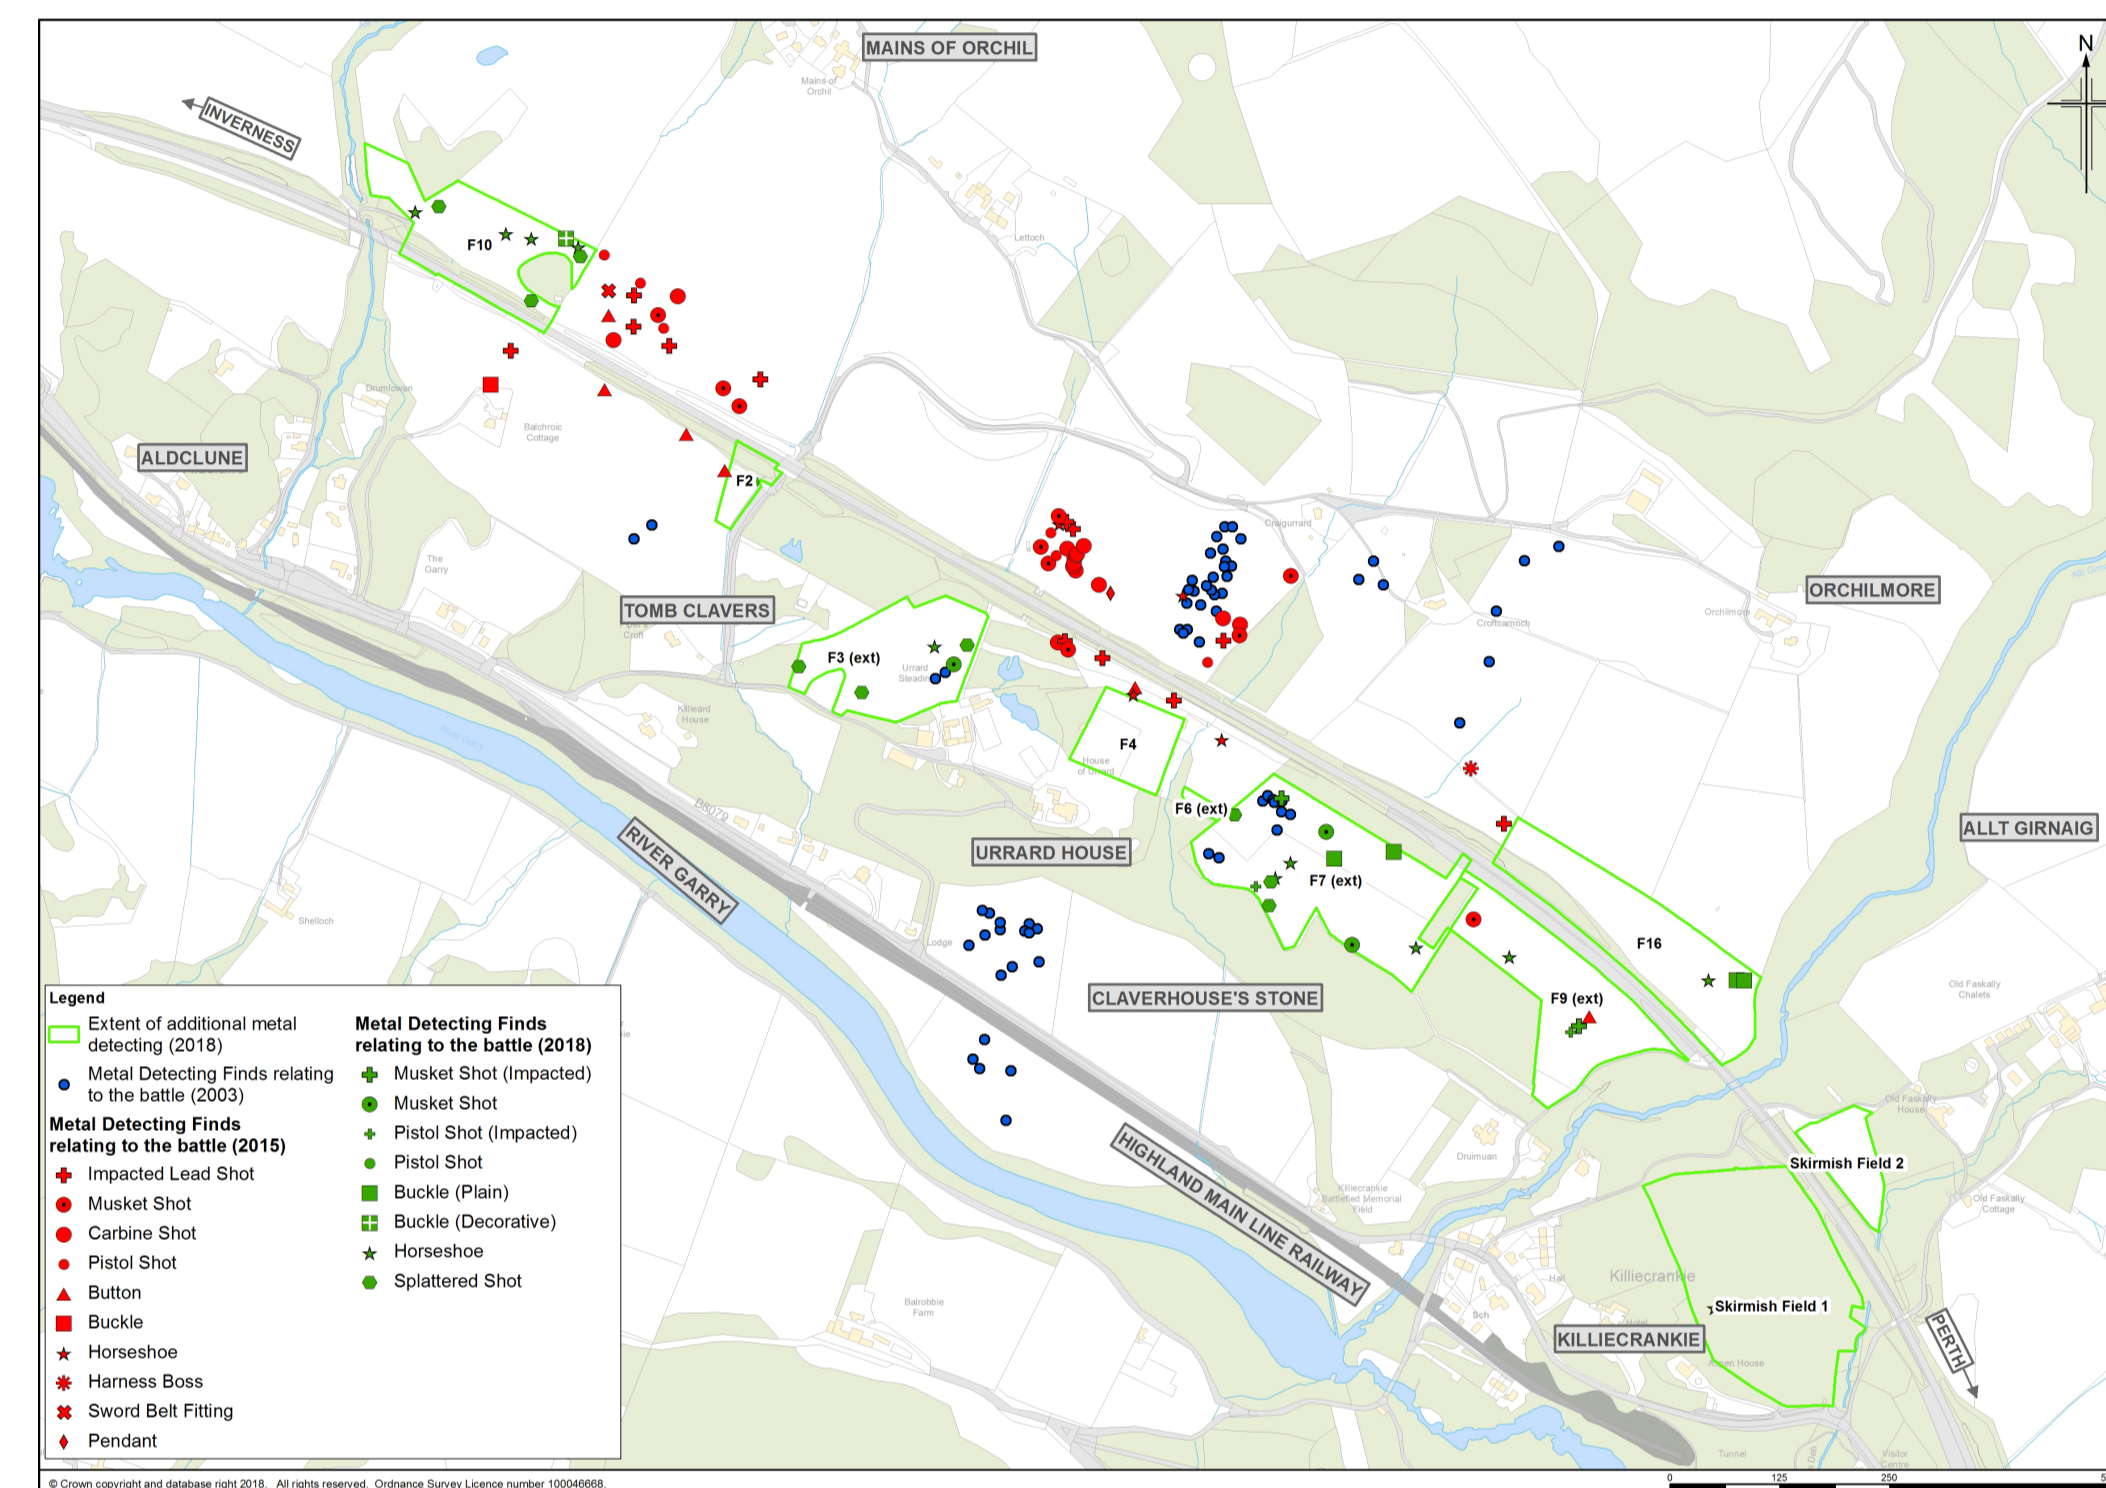 MAINS OF ORCHIL
N
Mains of
Orchil
INVERNESS
Lettoch
F10
Drumlowan
Balchroic
Cottage
ALDCLUNE
F2
The
Garry
Craigurrard
TOMB CLAVERS
Croft
ORCHILMORE
Orchilmore
Croftcarnoch
F3 (ext)
Urrard
Killieard
House
River Garry
F4
House
B8079
F6 (ext)
URRARD HOUSE
ALLT GIRNAIG
RIVER GARRY
F7 (ext)
Shelloch
Lodge
F16
CLAVERHOUSE'S STONE
F9 (ext)
Old Faskally
Chalets
Legend
Extent of additional metal
detecting (2018)
Metal Detecting Finds relating
to the battle (2003)
Metal Detecting Finds
relating to the battle (2015)
Impacted Lead Shot
Musket Shot
Carbine Shot
Pistol Shot
Button
Buckle
Horseshoe
Harness Boss
Sword Belt Fitting
Pendant
Metal Detecting Finds
relating to the battle (2018)
Musket Shot (Impacted)
Musket Shot
Pistol Shot (Impacted)
Pistol Shot
Buckle (Plain)
Buckle (Decorative)
Horseshoe
Splattered Shot
Old Faskally
House
Druimuan
Skirmish Field 2
Killiecrankie
Battlefield Memorial
Field
Old Faskally
Cottage
HIGHLAND MAIN LINE RAILWAY
Hall
Killiecrankie
Balrobbie
Farm
Skirmish Field 1
Sch
Hotel
KILLIECRANKIE
PERTH
Tunnel
Visitor
Centre
© Crown copyright and database right 2018. All rights reserved. Ordnance Survey Licence number 100046668.
0 125 250